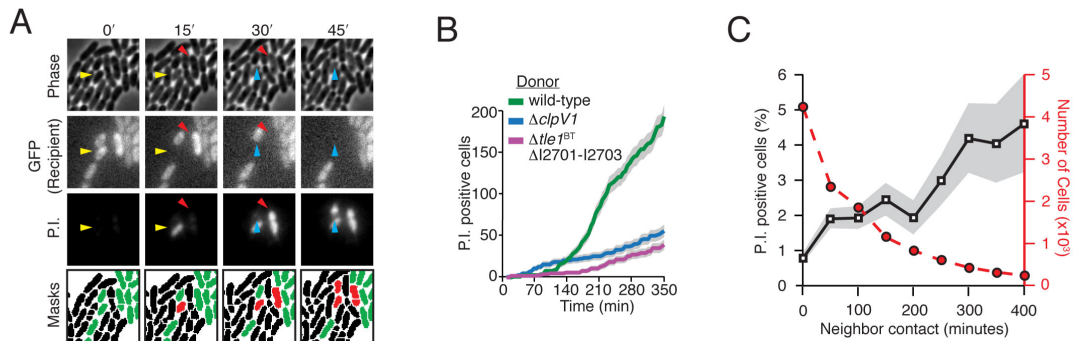 A
0′ 15′ 30′ 45′
Phase
GFP
(Recipient)
P.I.
Masks
B
Donor
wild-type
ΔclpV1
Δtle1ᴮᵀ
ΔI2701-I2703
P.I. positive cells
200
150
100
50
0
0 70 140 210 280 350
Time (min)
C
P.I. positive cells (%)
6
5
4
3
2
1
0
0 100 200 300 400
Neighbor contact (minutes)
5
4
3
2
1
0
Number of Cells (x10³)